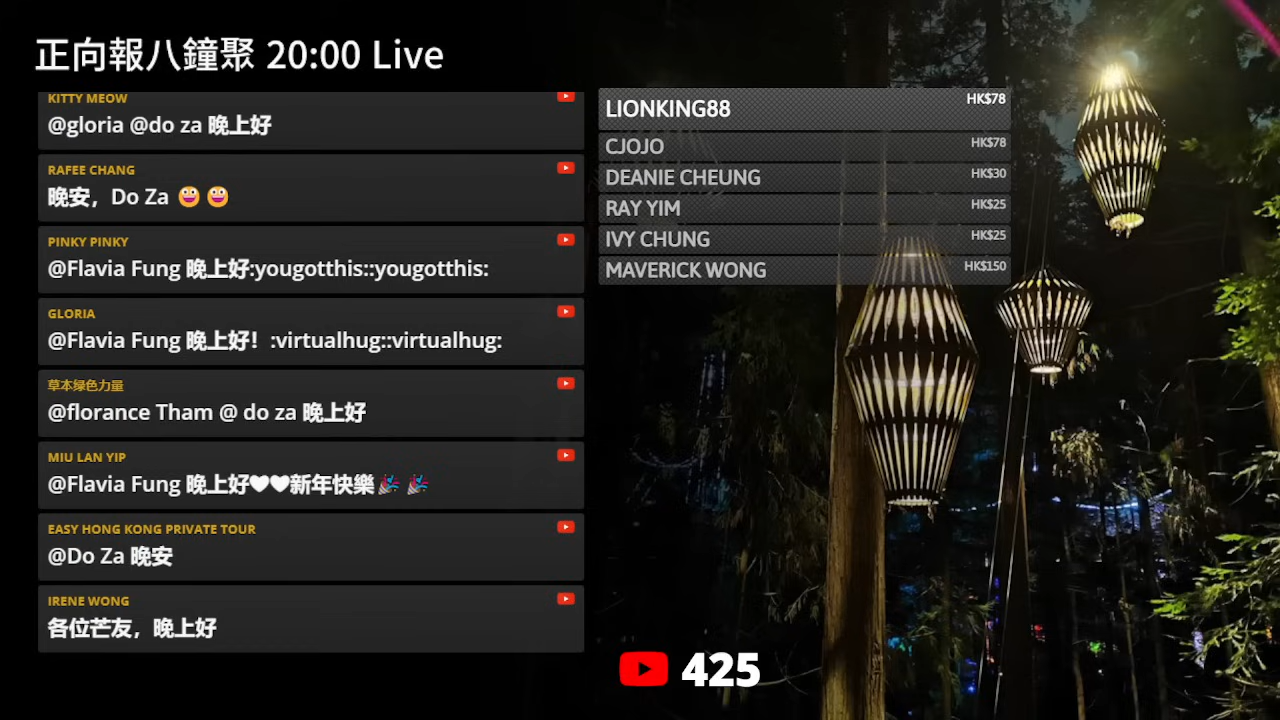 正向報八鐘聚 20:00 Live
KITTY MEOW
@gloria @do za 晚上好
RAFEE CHANG
晚安，Do Za
PINKY PINKY
@Flavia Fung 晚上好:yougotthis::yougotthis:
GLORIA
@Flavia Fung 晚上好！:virtualhug::virtualhug:
草本绿色力量
@florance Tham @ do za 晚上好
MIU LAN YIP
@Flavia Fung 晚上好🤍🤍新年快樂🎉 🎉
EASY HONG KONG PRIVATE TOUR
@Do Za 晚安
IRENE WONG
各位芒友，晚上好
LIONKING88 HK$78
CJOJO HK$78
DEANIE CHEUNG HK$30
RAY YIM HK$25
IVY CHUNG HK$25
MAVERICK WONG HK$150
425